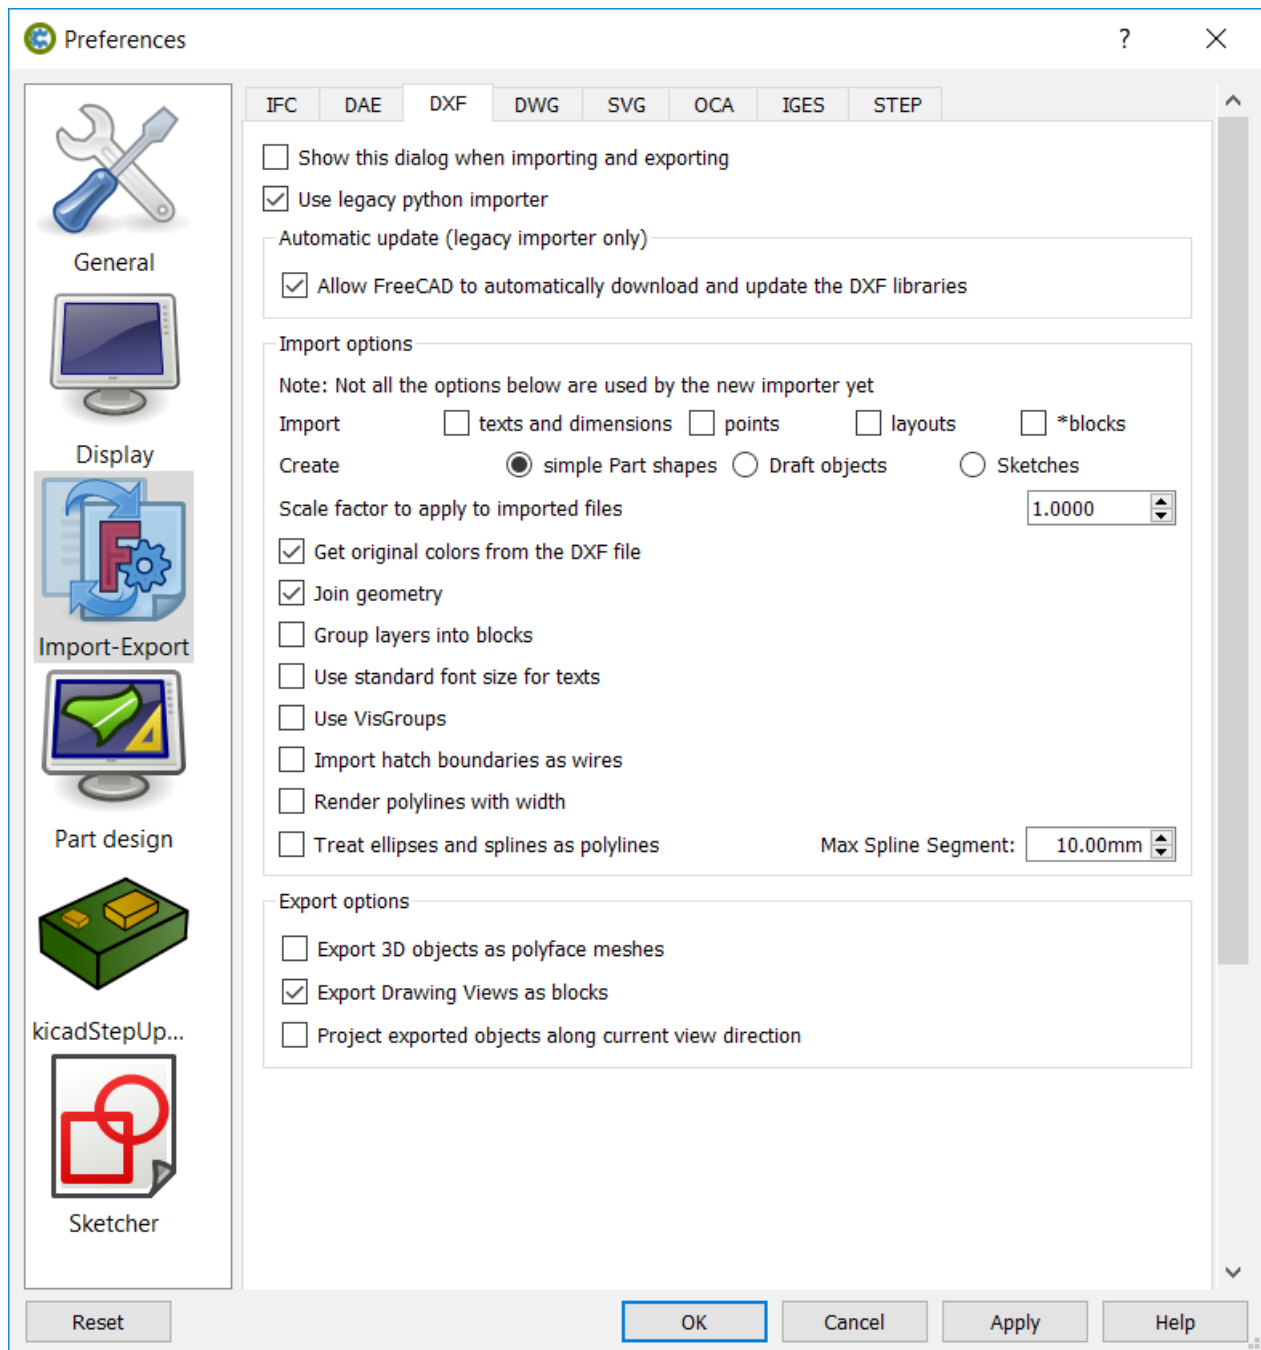 Preferences
?
IFC DAE DXF DWG SVG OCA IGES STEP
General
Display
Import-Export
Part design
kicadStepUp...
Sketcher
Show this dialog when importing and exporting
Use legacy python importer
Automatic update (legacy importer only)
Allow FreeCAD to automatically download and update the DXF libraries
Import options
Note: Not all the options below are used by the new importer yet
Import texts and dimensions points layouts *blocks
Create simple Part shapes Draft objects Sketches
Scale factor to apply to imported files 1.0000
Get original colors from the DXF file
Join geometry
Group layers into blocks
Use standard font size for texts
Use VisGroups
Import hatch boundaries as wires
Render polylines with width
Treat ellipses and splines as polylines Max Spline Segment: 10.00mm
Export options
Export 3D objects as polyface meshes
Export Drawing Views as blocks
Project exported objects along current view direction
Reset OK Cancel Apply Help